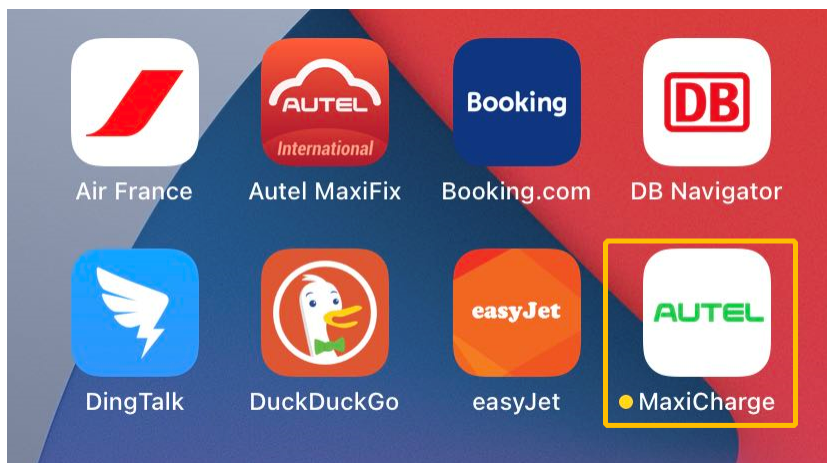 AUTEL
International
Booking
DB
Air France
Autel MaxiFix
Booking.com
DB Navigator
easyJet
AUTEL
DingTalk
DuckDuckGo
easyJet
MaxiCharge